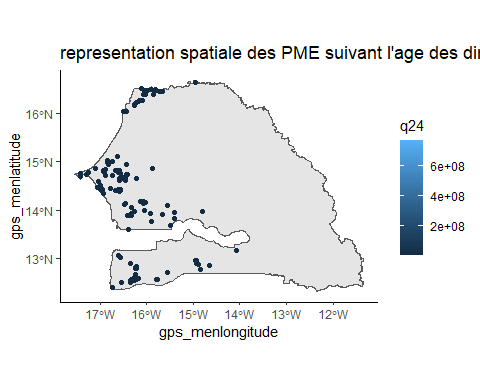 representation spatiale des PME suivant l'age des dir
16°N
15°N
14°N
13°N
gps_menlatitude
17°W
16°W
15°W
14°W
13°W
12°W
gps_menlongitude
q24
6e+08
4e+08
2e+08